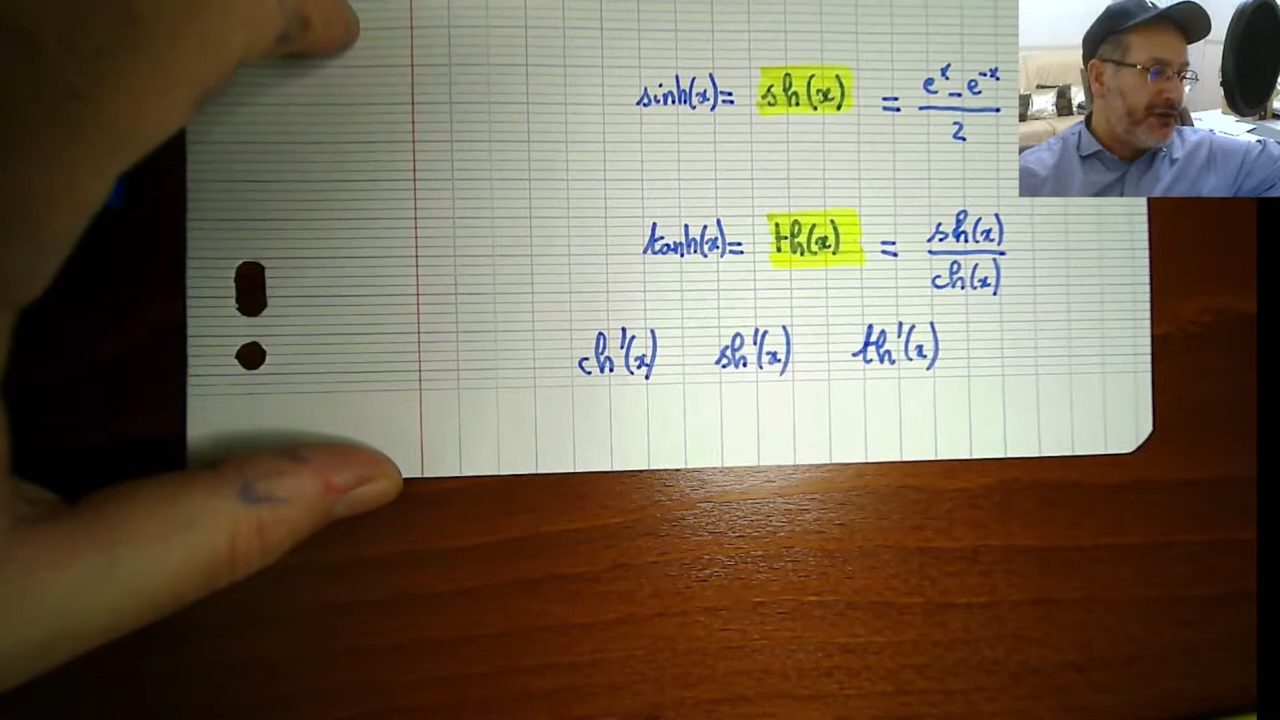 sinh(x)= sh(x) = (e^x - e^-x)/2
tanh(x)= th(x) = sh(x)/ch(x)
ch'(x) sh'(x) th'(x)